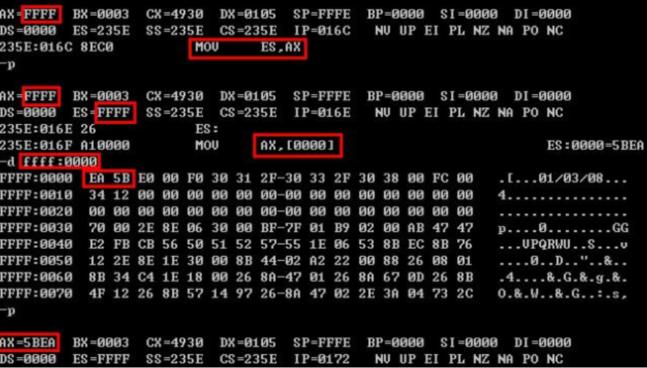 AX=FFFF BX=0003 CX=4930 DX=0105 SP=FFFE BP=0000 SI=0000 DI=0000
DS=0000 ES=235E SS=235E CS=235E IP=016C NV UP EI PL NZ NA PO NC
235E:016C 8EC0 MOV ES,AX
-p
AX=FFFF BX=0003 CX=4930 DX=0105 SP=FFFE BP=0000 SI=0000 DI=0000
DS=0000 ES=FFFF SS=235E CS=235E IP=016E NV UP EI PL NZ NA PO NC
235E:016E 26 ES:
235E:016F A10000 MOV AX,[0000] ES:0000=5BEA
-d ffff:0000
FFFF:0000 EA 5B E0 00 F0 30 31 2F-30 33 2F 30 38 00 FC 00 .[...01/03/08...
FFFF:0010 34 12 00 00 00 00 00 00-00 00 00 00 00 00 00 00 4...............
FFFF:0020 00 00 00 00 00 00 00 00-00 00 00 00 00 00 00 00 ................
FFFF:0030 70 00 2E 8E 06 30 00 BF-7F 01 B9 02 00 AB 47 47 p....0........GG
FFFF:0040 E2 FB CB 56 50 51 52 57-55 1E 06 53 8B EC 8B 76 ...VPQRWU..S...v
FFFF:0050 12 2E 8E 1E 30 00 8B 44-02 A2 22 00 88 26 08 01 ....0..D.."..&..
FFFF:0060 8B 34 C4 1E 18 00 26 8A-47 01 26 8A 67 0D 26 8B .4....&.G.&.g.&.
FFFF:0070 4F 12 26 8B 57 14 97 26-8A 47 02 2E 3A 04 73 2C O.&.W..&.G..:.s,
-p
AX=5BEA BX=0003 CX=4930 DX=0105 SP=FFFE BP=0000 SI=0000 DI=0000
DS=0000 ES=FFFF SS=235E CS=235E IP=0172 NV UP EI PL NZ NA PO NC